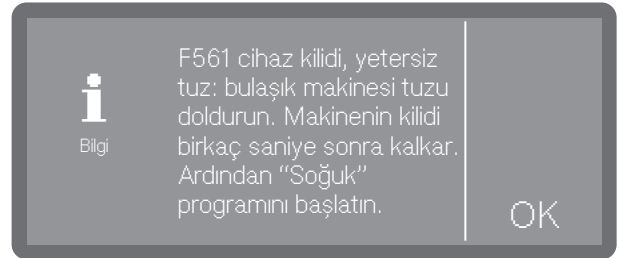 F561 cihaz kilidi, yetersiz
tuz: bulaşık makinesi tuzu
doldurun. Makinenin kilidi
birkaç saniye sonra kalkar.
Ardından “Soğuk”
programını başlatın.
Bilgi
OK